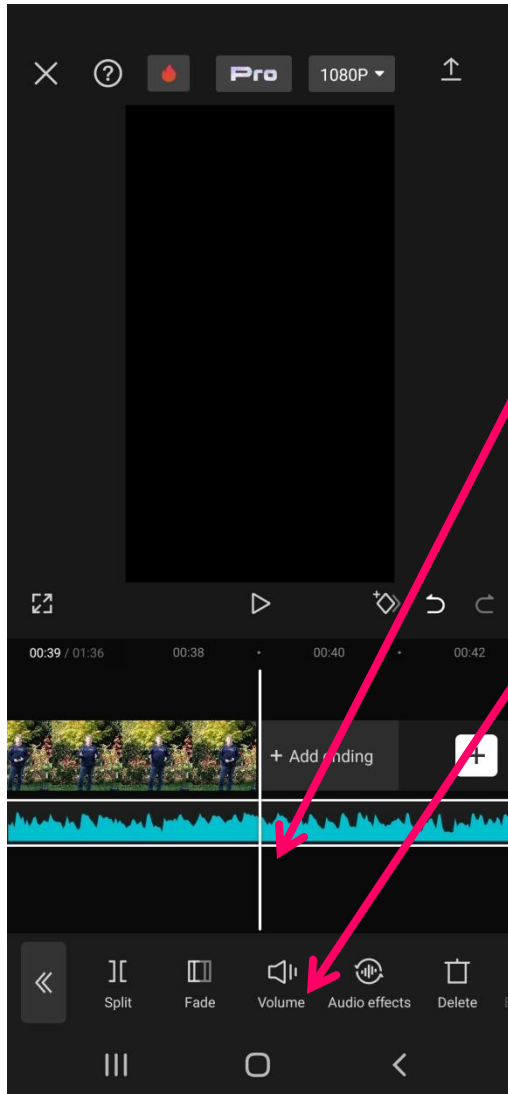 Pro 1080P
00:39 / 01:36 00:38 00:40 00:42
+ Add ending
Split Fade Volume Audio effects Delete